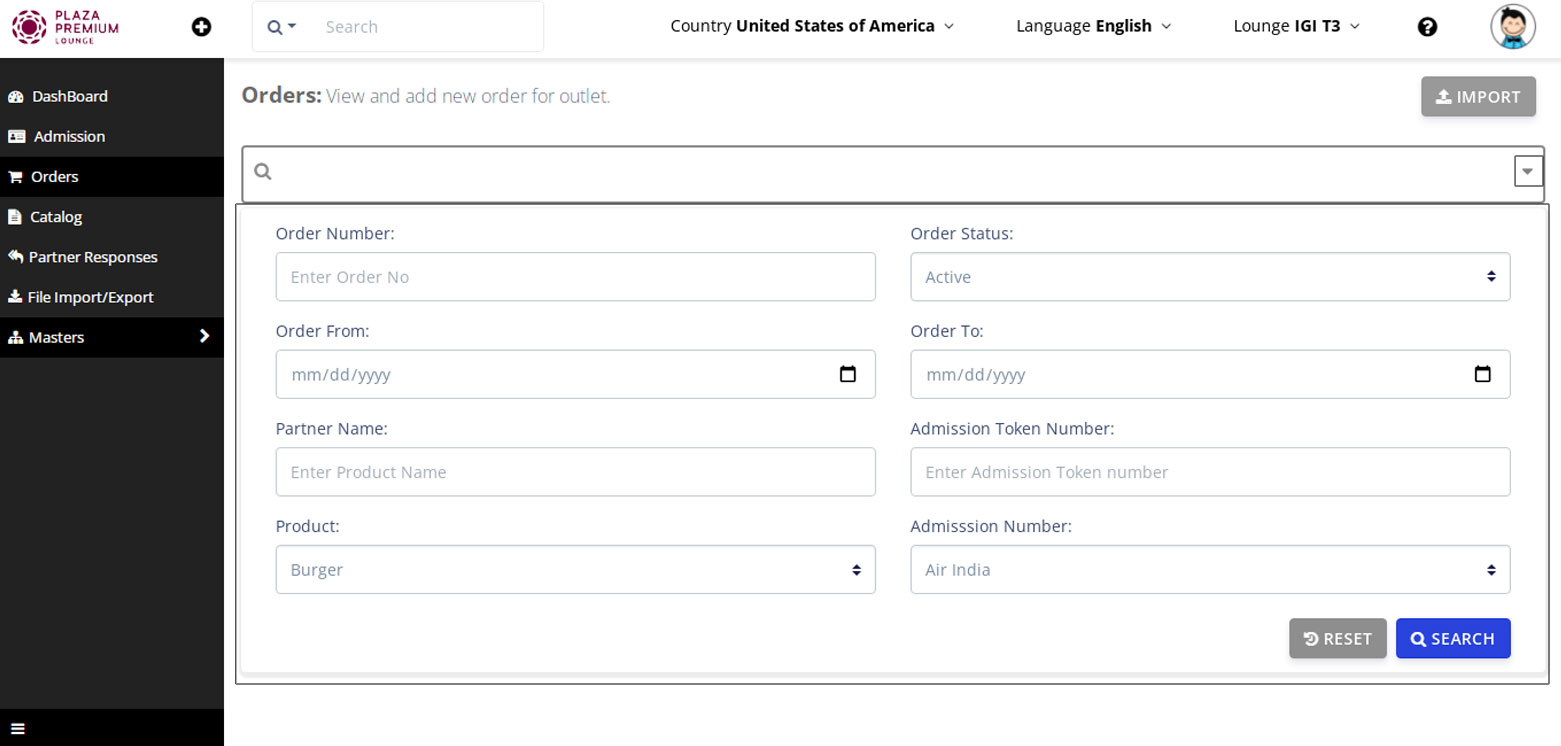 PLAZA
PREMIUM
LOUNGE
Search
Country United States of America
Language English
Lounge IGI T3
DashBoard
Admission
Orders
Catalog
Partner Responses
File Import/Export
Masters
Orders: View and add new order for outlet.
IMPORT
Order Number:
Order Status:
Enter Order No
Active
Order From:
Order To:
mm/dd/yyyy
mm/dd/yyyy
Partner Name:
Admission Token Number:
Enter Product Name
Enter Admission Token number
Product:
Admisssion Number:
Burger
Air India
RESET
SEARCH